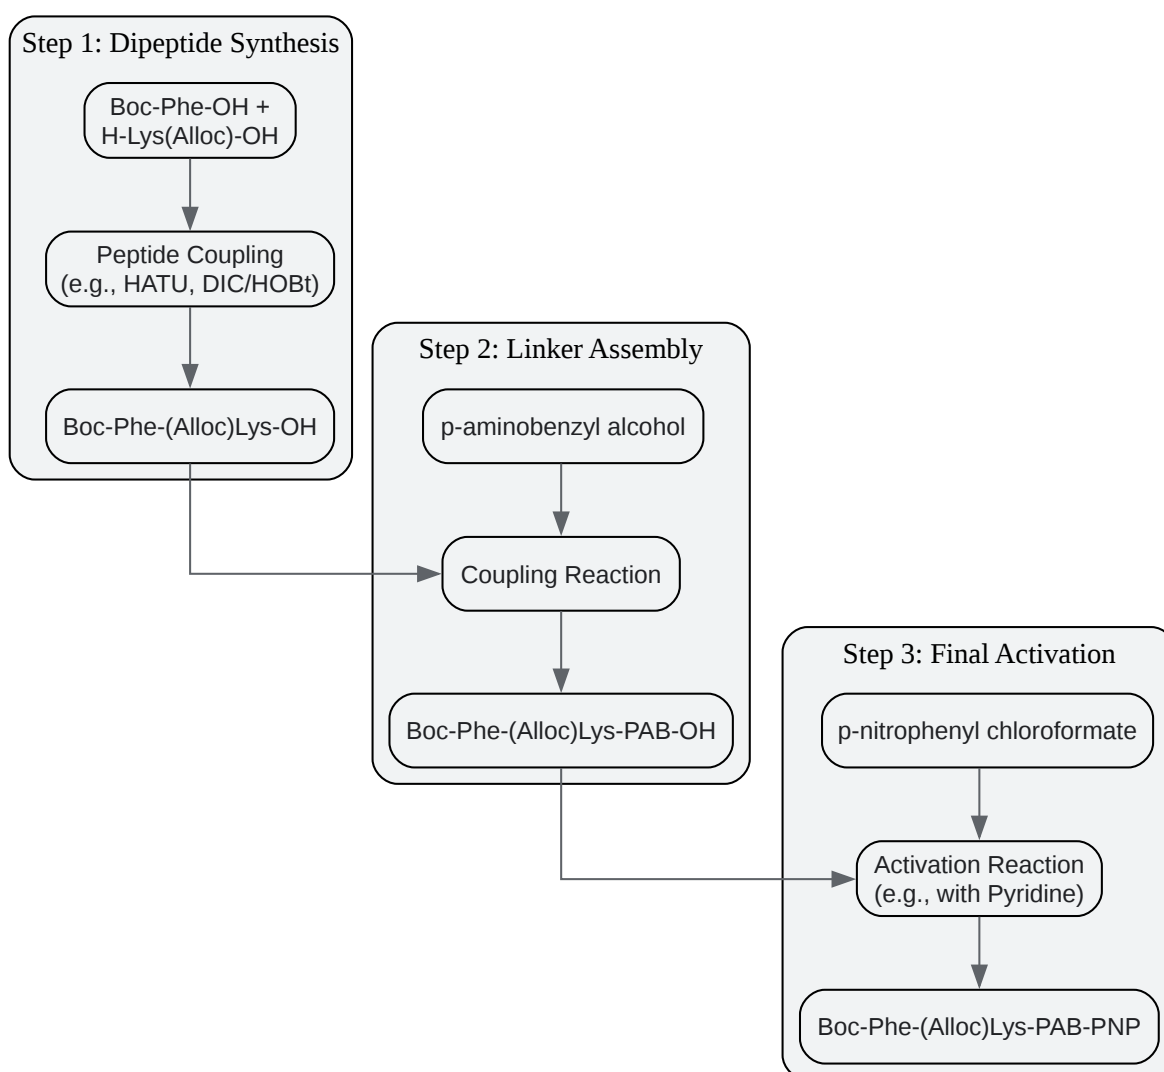 Step 1: Dipeptide Synthesis
Boc-Phe-OH +
H-Lys(Alloc)-OH
Peptide Coupling
(e.g., HATU, DIC/HOBt)
Boc-Phe-(Alloc)Lys-OH
Step 2: Linker Assembly
p-aminobenzyl alcohol
Coupling Reaction
Boc-Phe-(Alloc)Lys-PAB-OH
Step 3: Final Activation
p-nitrophenyl chloroformate
Activation Reaction
(e.g., with Pyridine)
Boc-Phe-(Alloc)Lys-PAB-PNP